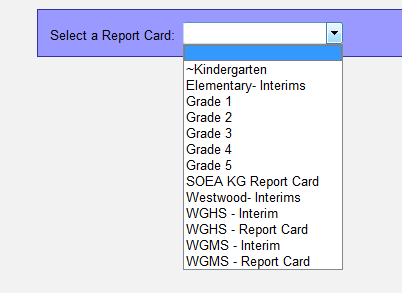 Select a Report Card:
~Kindergarten
Elementary- Interims
Grade 1
Grade 2
Grade 3
Grade 4
Grade 5
SOEA KG Report Card
Westwood- Interims
WGHS - Interim
WGHS - Report Card
WGMS - Interim
WGMS - Report Card